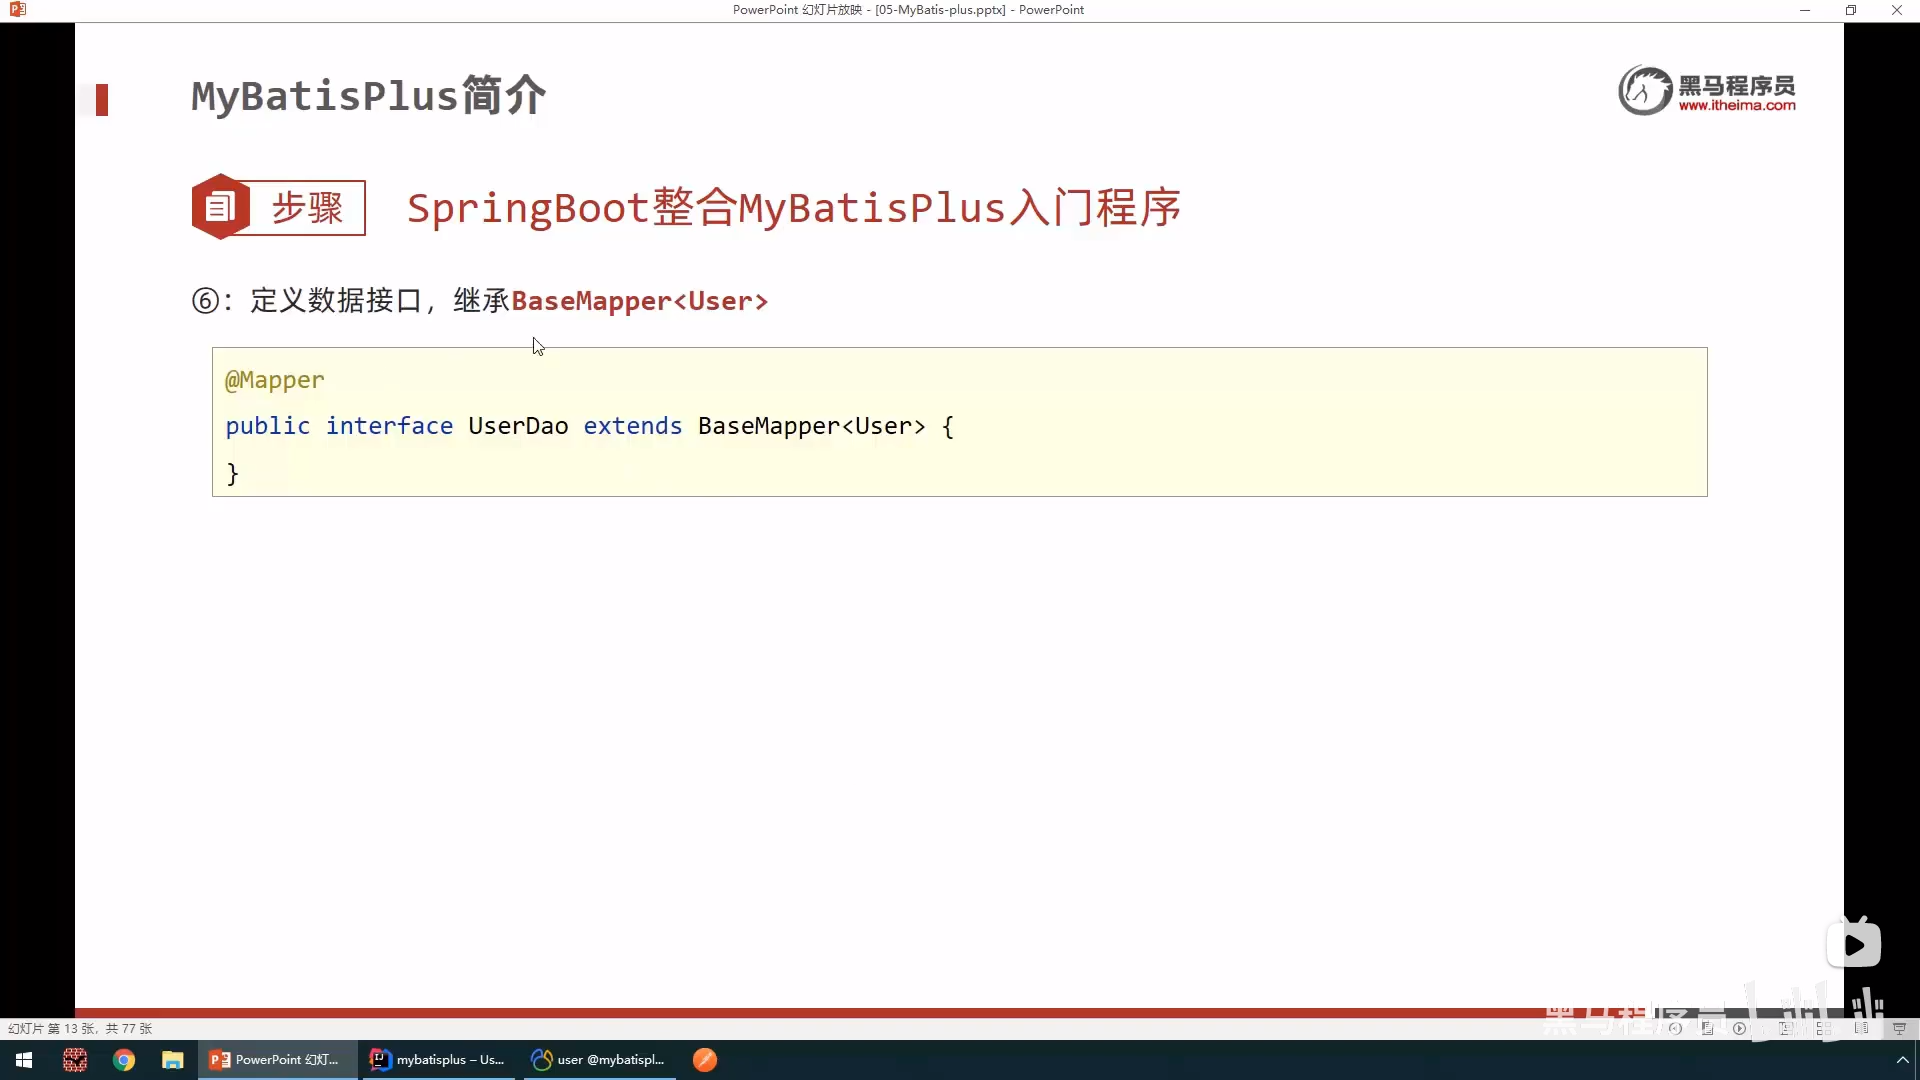 PowerPoint 幻灯片放映 - [05-MyBatis-plus.pptx] - PowerPoint
MyBatisPlus简介
黑马程序员
www.itheima.com
步骤
SpringBoot整合MyBatisPlus入门程序
⑥：定义数据接口，继承BaseMapper<User>
@Mapper
public interface UserDao extends BaseMapper<User> {
}
黑马程序员
幻灯片 第 13 张，共 77 张
PowerPoint 幻灯...
mybatisplus – Us...
user @mybatispl...